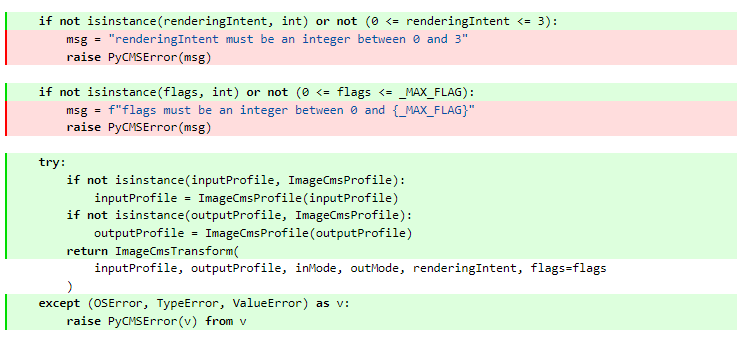 if not isinstance(renderingIntent, int) or not (0 <= renderingIntent <= 3):
msg = "renderingIntent must be an integer between 0 and 3"
raise PyCMSError(msg)
if not isinstance(flags, int) or not (0 <= flags <= _MAX_FLAG):
msg = f"flags must be an integer between 0 and {_MAX_FLAG}"
raise PyCMSError(msg)
try:
if not isinstance(inputProfile, ImageCmsProfile):
inputProfile = ImageCmsProfile(inputProfile)
if not isinstance(outputProfile, ImageCmsProfile):
outputProfile = ImageCmsProfile(outputProfile)
return ImageCmsTransform(
inputProfile, outputProfile, inMode, outMode, renderingIntent, flags=flags
)
except (OSError, TypeError, ValueError) as v:
raise PyCMSError(v) from v